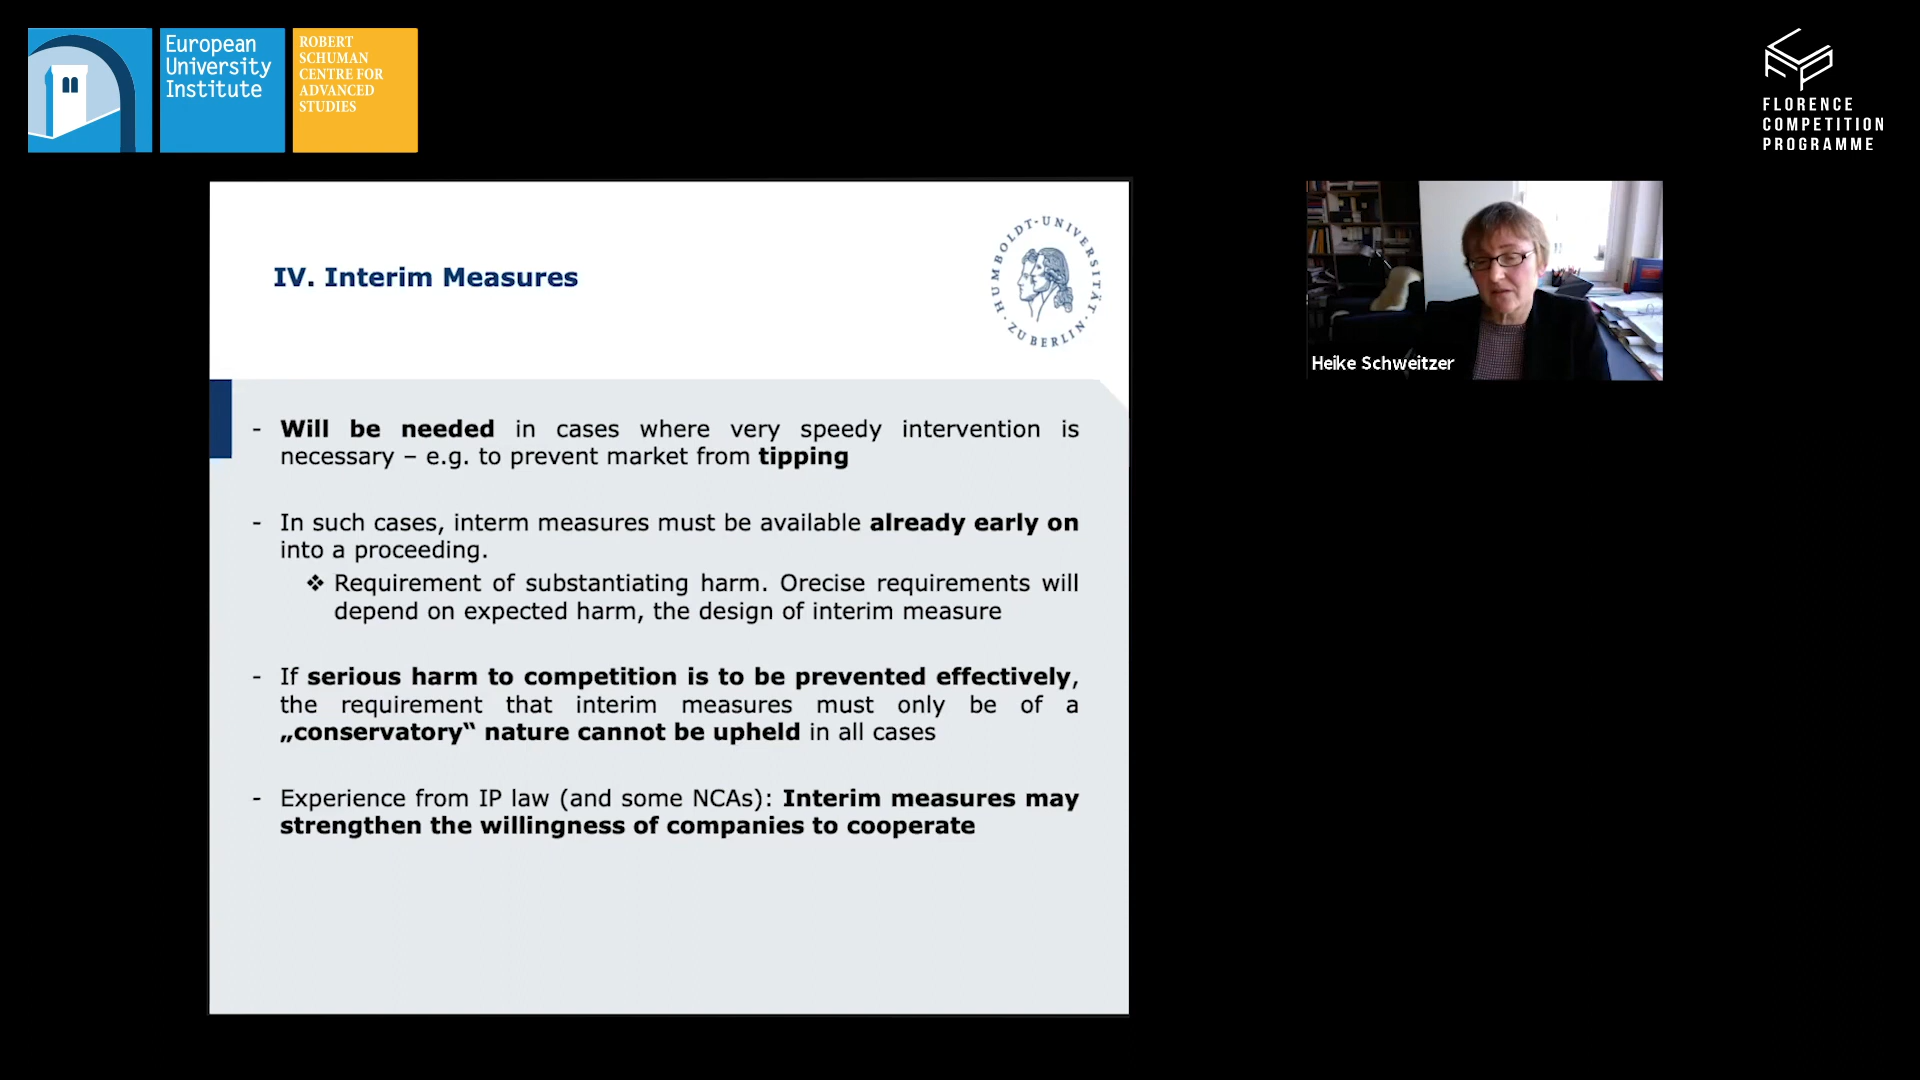 European
University
Institute
ROBERT
SCHUMAN
CENTRE FOR
ADVANCED
STUDIES
FLORENCE
COMPETITION
PROGRAMME
IV. Interim Measures
HUMBOLDT-UNIVERSITÄT · ZU BERLIN ·
- Will be needed in cases where very speedy intervention is
necessary – e.g. to prevent market from tipping
- In such cases, interm measures must be available already early on
into a proceeding.
❖ Requirement of substantiating harm. Orecise requirements will
depend on expected harm, the design of interim measure
- If serious harm to competition is to be prevented effectively,
the requirement that interim measures must only be of a
„conservatory“ nature cannot be upheld in all cases
- Experience from IP law (and some NCAs): Interim measures may
strengthen the willingness of companies to cooperate
Heike Schweitzer